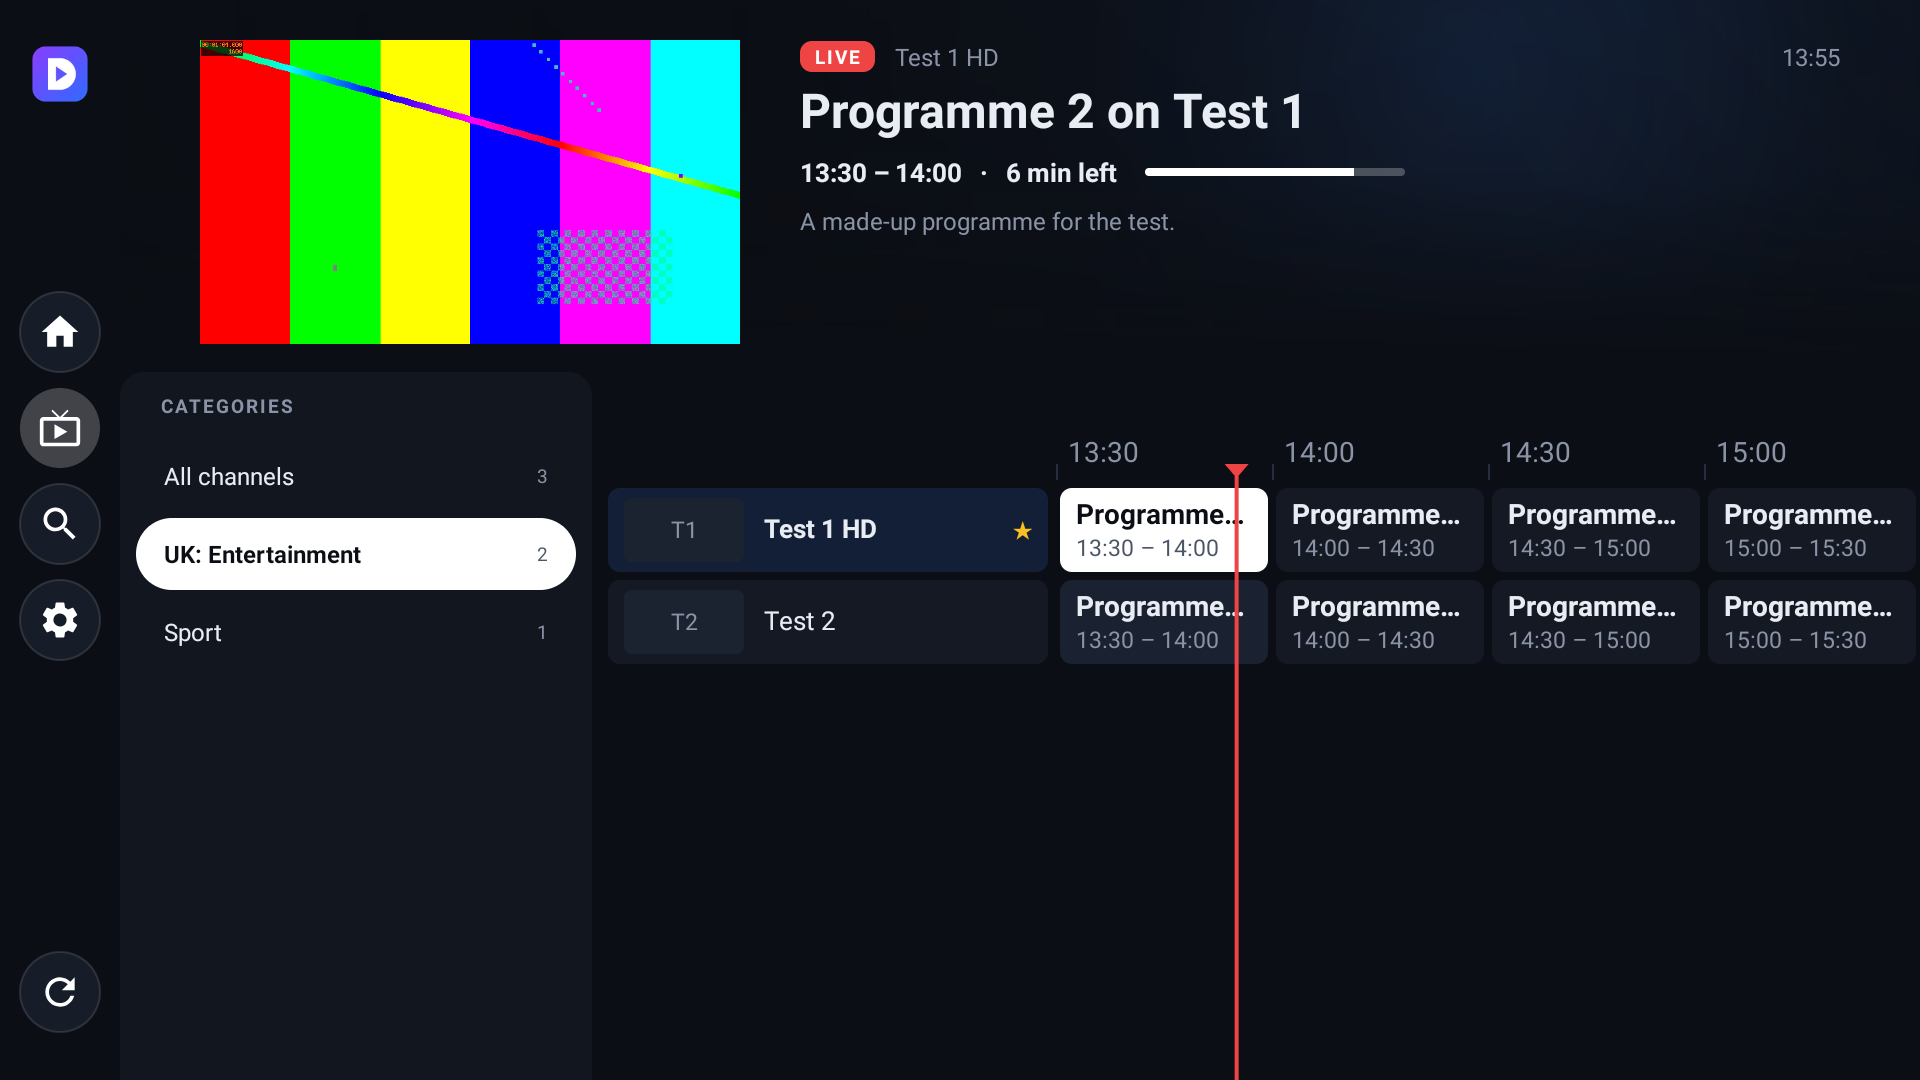 LIVE Test 1 HD 13:55
Programme 2 on Test 1
13:30 – 14:00 · 6 min left
A made-up programme for the test.
CATEGORIES
All channels 3
UK: Entertainment 2
Sport 1
13:30 14:00 14:30 15:00
T1 Test 1 HD ★ Programme... Programme... Programme... Programme...
13:30 – 14:00 14:00 – 14:30 14:30 – 15:00 15:00 – 15:30
T2 Test 2 Programme... Programme... Programme... Programme...
13:30 – 14:00 14:00 – 14:30 14:30 – 15:00 15:00 – 15:30